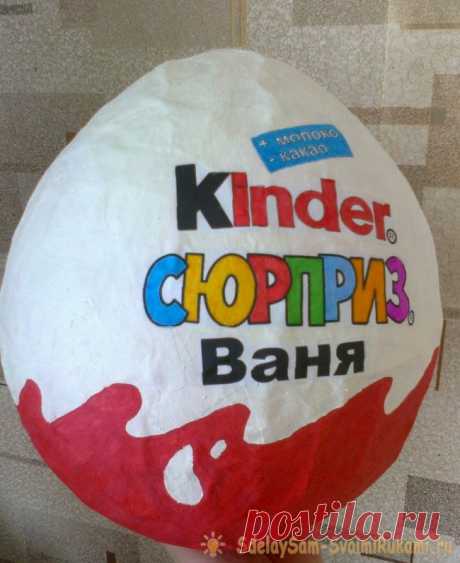 + молоко
- какао
Kinder®
СЮРПРИЗ®
Ваня
postila.ru
SdelaySam-Svoimirukami.ru